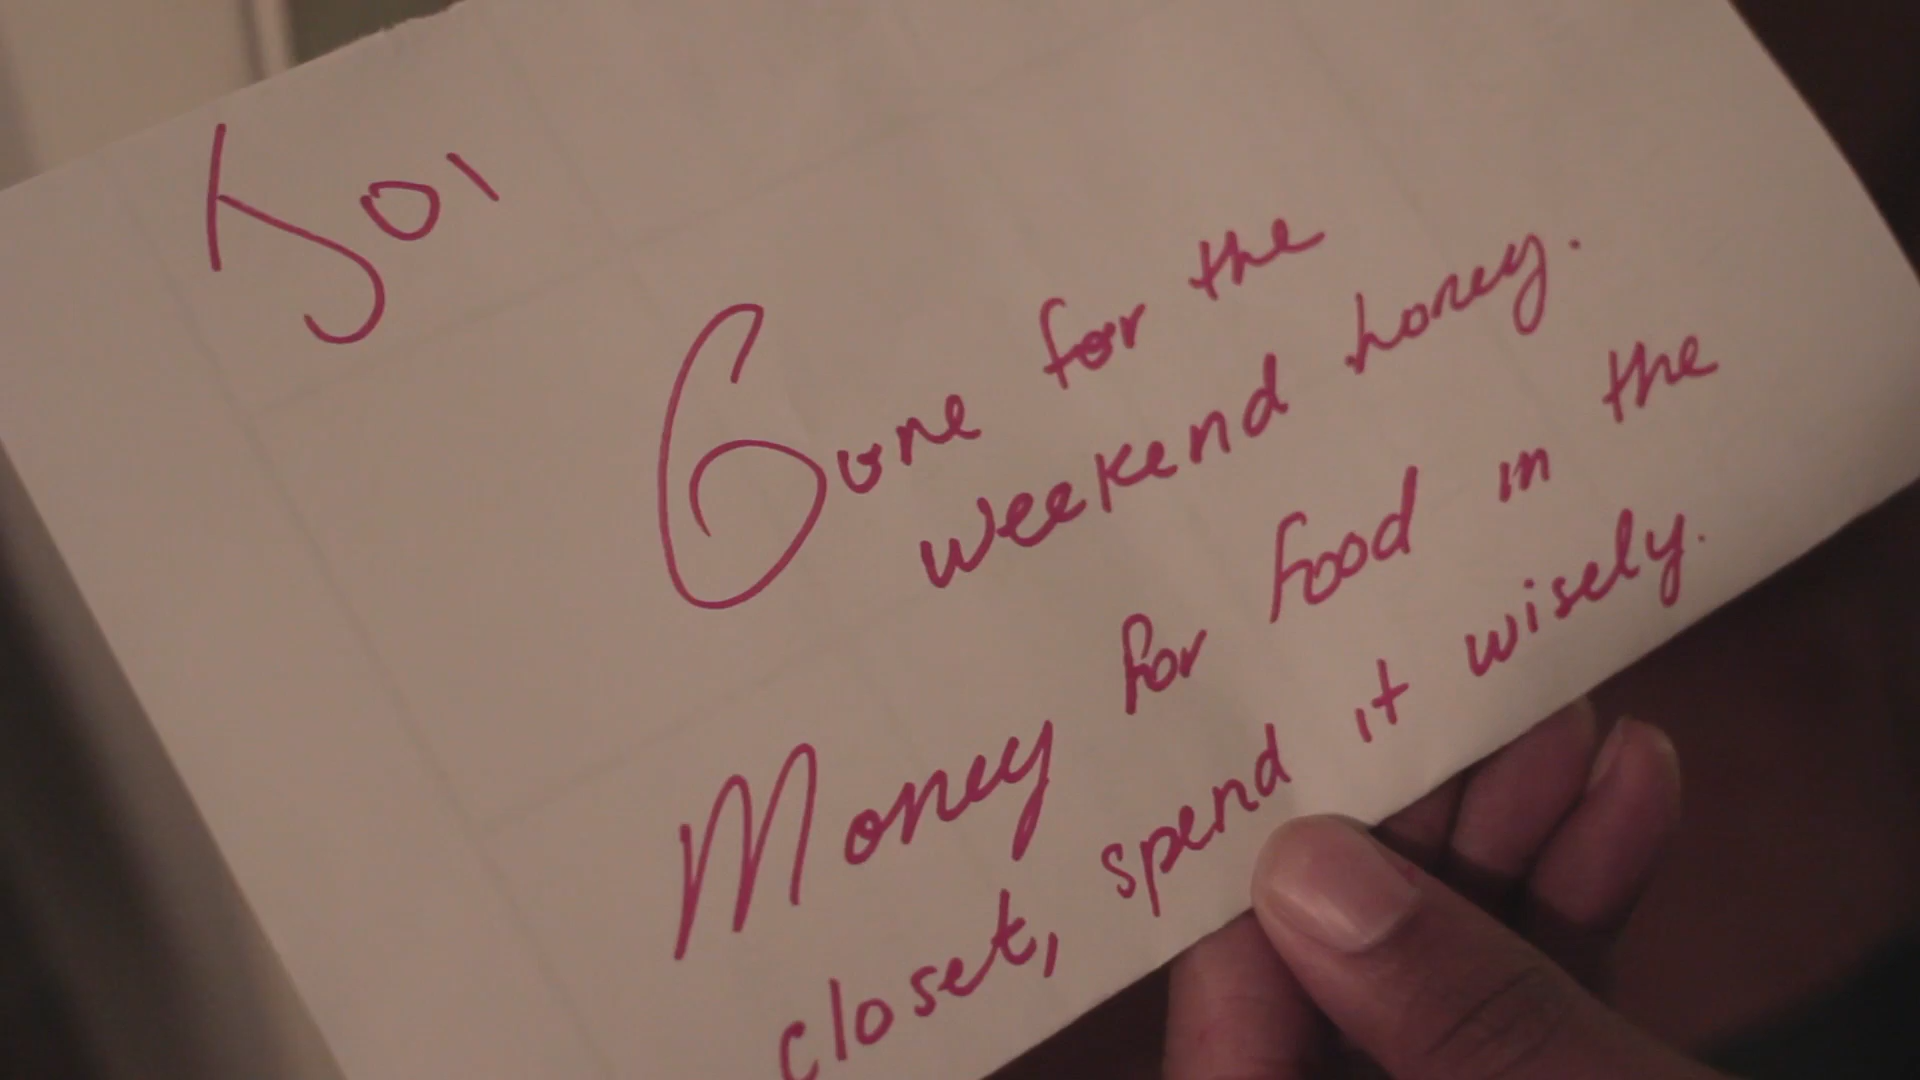 Joi
Gone for the
weekend honey.
Money for food in the
closet, spend it wisely.